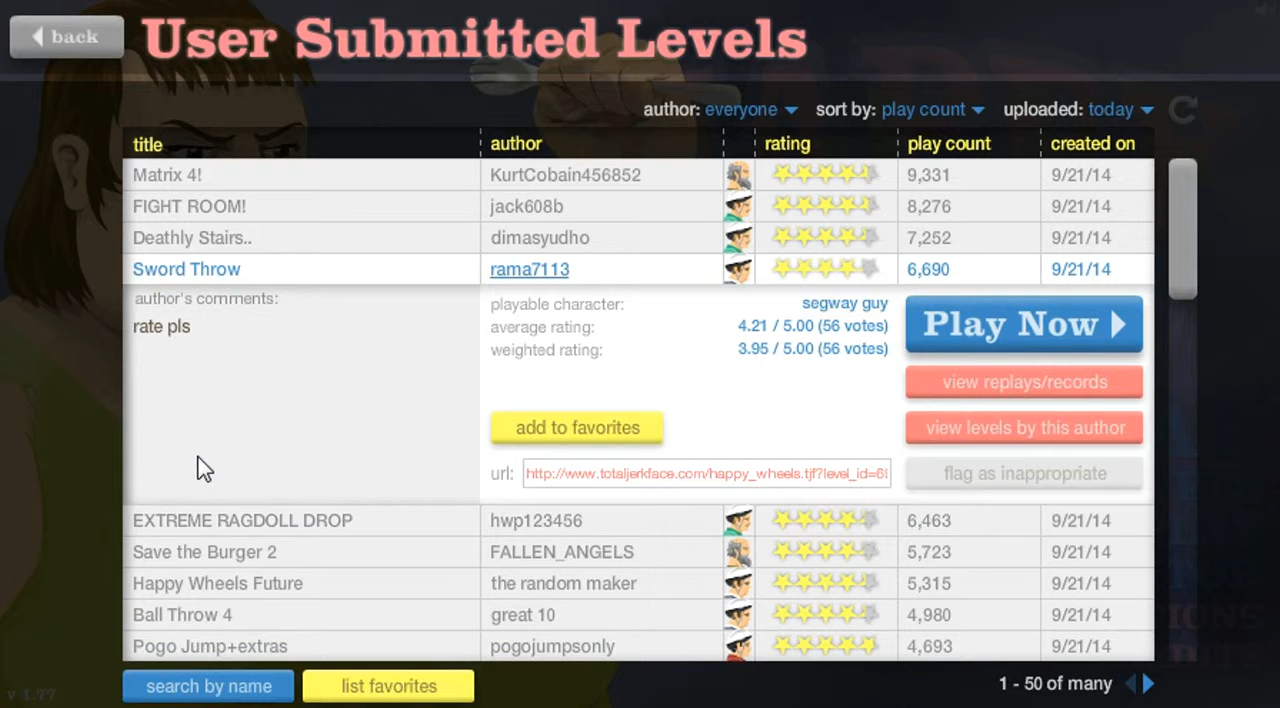 back
User Submitted Levels
author: everyone sort by: play count uploaded: today
title author rating play count created on
Matrix 4! KurtCobain456852 9,331 9/21/14
FIGHT ROOM! jack608b 8,276 9/21/14
Deathly Stairs.. dimasyudho 7,252 9/21/14
Sword Throw rama7113 6,690 9/21/14
author's comments:
rate pls
playable character: segway guy
average rating: 4.21 / 5.00 (56 votes)
weighted rating: 3.95 / 5.00 (56 votes)
add to favorites
url: http://www.totaljerkface.com/happy_wheels.tjf?level_id=6
Play Now
view replays/records
view levels by this author
flag as inappropriate
EXTREME RAGDOLL DROP hwp123456 6,463 9/21/14
Save the Burger 2 FALLEN_ANGELS 5,723 9/21/14
Happy Wheels Future the random maker 5,315 9/21/14
Ball Throw 4 great 10 4,980 9/21/14
Pogo Jump+extras pogojumpsonly 4,693 9/21/14
search by name list favorites 1 - 50 of many
v 1.77